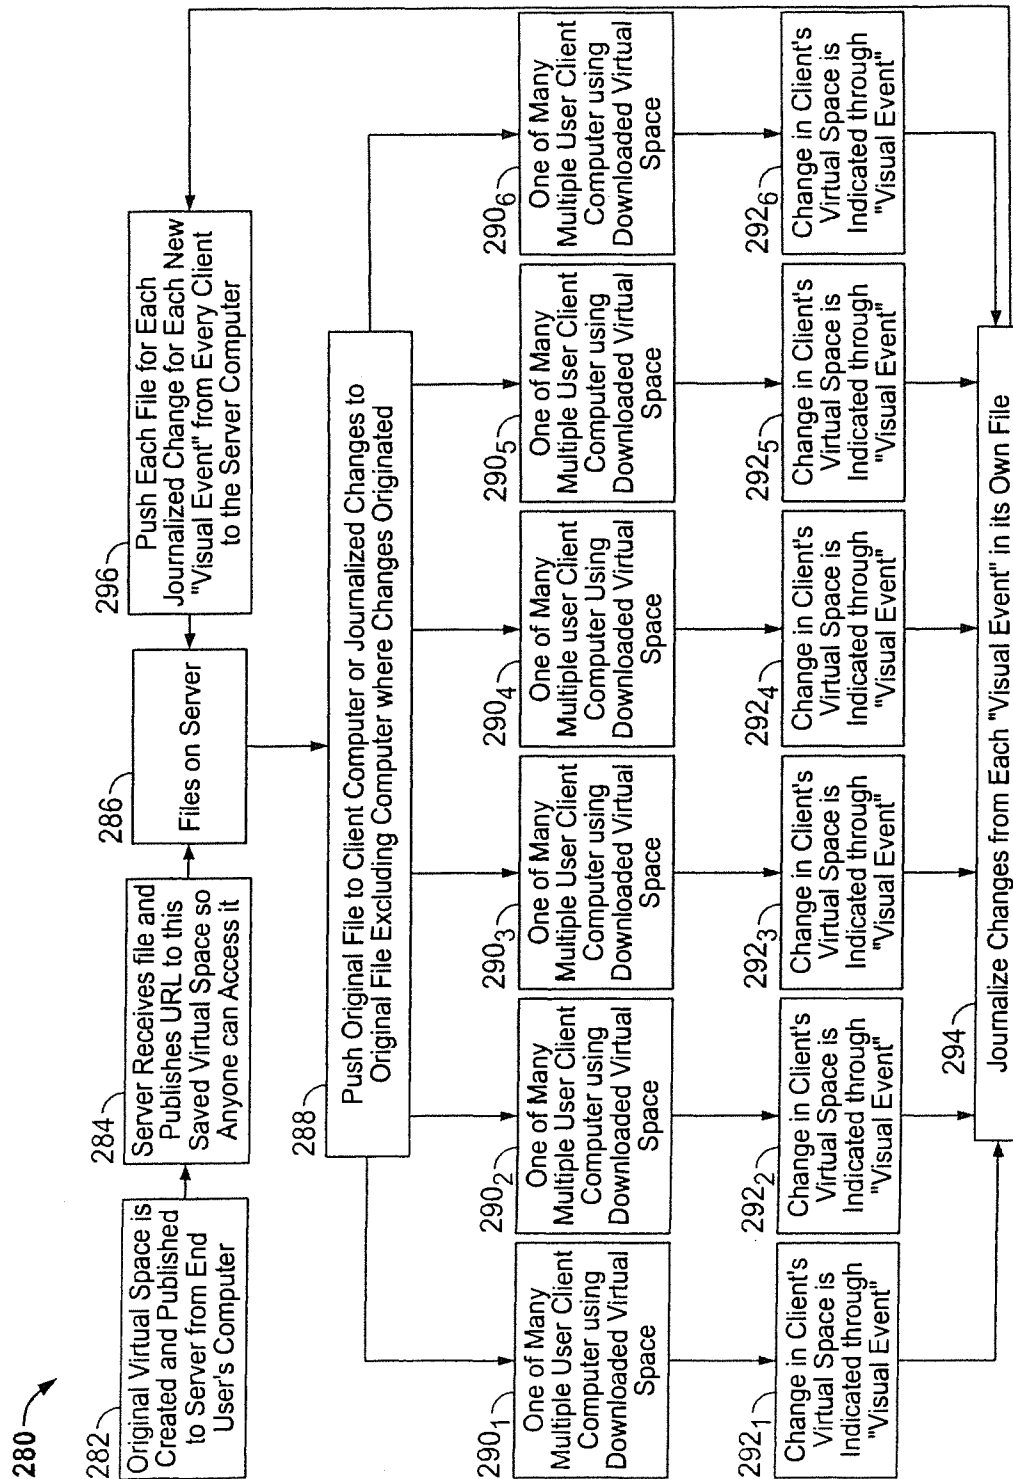 280
282
Original Virtual Space is
Created and Published
to Server from End
User's Computer
284
Server Receives file and
Publishes URL to this
Saved Virtual Space so
Anyone can Access it
286
Files on Server
296
Push Each File for Each
Journalized Change for Each New
"Visual Event" from Every Client
to the Server Computer
288
Push Original File to Client Computer or Journalized Changes to
Original File Excluding Computer where Changes Originated
290₁
One of Many
Multiple User Client
Computer using
Downloaded Virtual
Space
290₂
One of Many
Multiple User Client
Computer using
Downloaded Virtual
Space
290₃
One of Many
Multiple User Client
Computer using
Downloaded Virtual
Space
290₄
One of Many
Multiple user Client
Computer Using
Downloaded Virtual
Space
290₅
One of Many
Multiple User Client
Computer using
Downloaded Virtual
Space
290₆
One of Many
Multiple User Client
Computer using
Downloaded Virtual
Space
292₁
Change in Client's
Virtual Space is
Indicated through
"Visual Event"
292₂
Change in Client's
Virtual Space is
Indicated through
"Visual Event"
292₃
Change in Client's
Virtual Space is
Indicated through
"Visual Event"
292₄
Change in Client's
Virtual Space is
Indicated through
"Visual Event"
292₅
Change in Client's
Virtual Space is
Indicated through
"Visual Event"
292₆
Change in Client's
Virtual Space is
Indicated through
"Visual Event"
294
Journalize Changes from Each "Visual Event" in its Own File